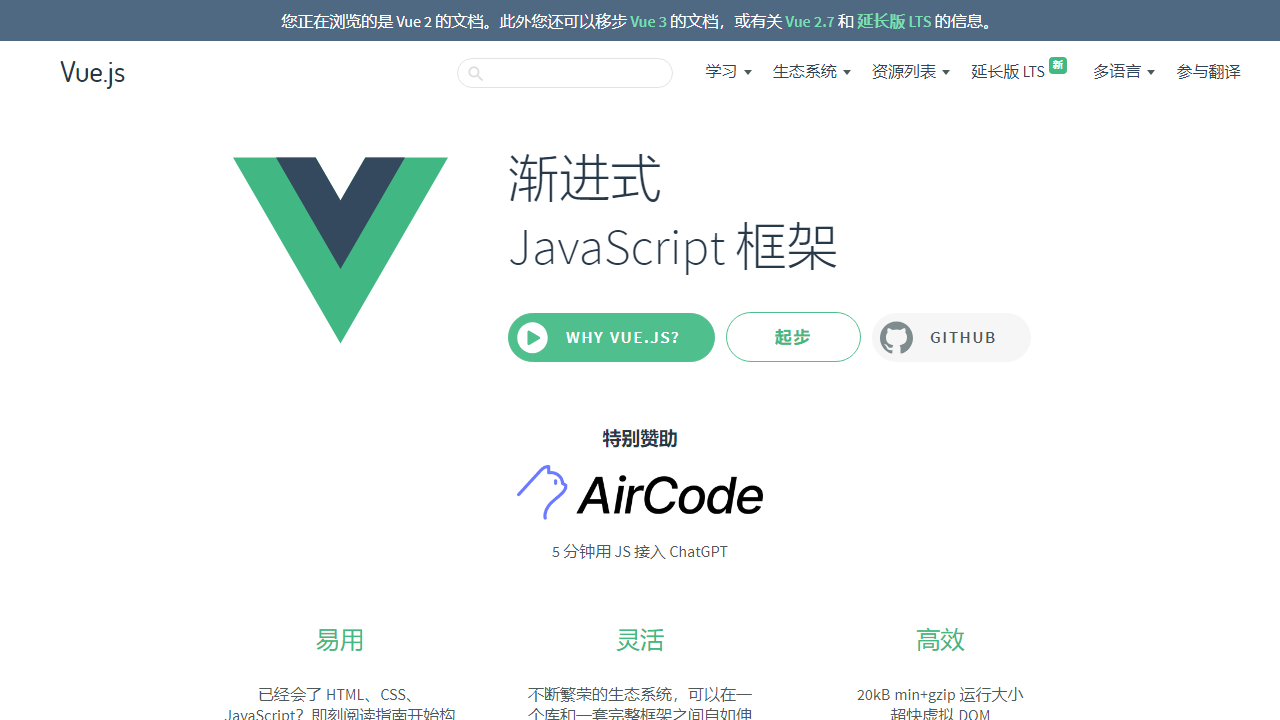 您正在浏览的是 Vue 2 的文档。此外您还可以移步 Vue 3 的文档，或有关 Vue 2.7 和 延长版 LTS 的信息。
Vue.js
学习 生态系统 资源列表 延长版 LTS 新 多语言 参与翻译
渐进式
JavaScript 框架
WHY VUE.JS? 起步 GITHUB
特别赞助
AirCode
5 分钟用 JS 接入 ChatGPT
易用 灵活 高效
已经会了 HTML、CSS、 不断繁荣的生态系统，可以在一 20kB min+gzip 运行大小
JavaScript？即刻阅读指南开始构 个库和一套完整框架之间自如伸 超快虚拟 DOM